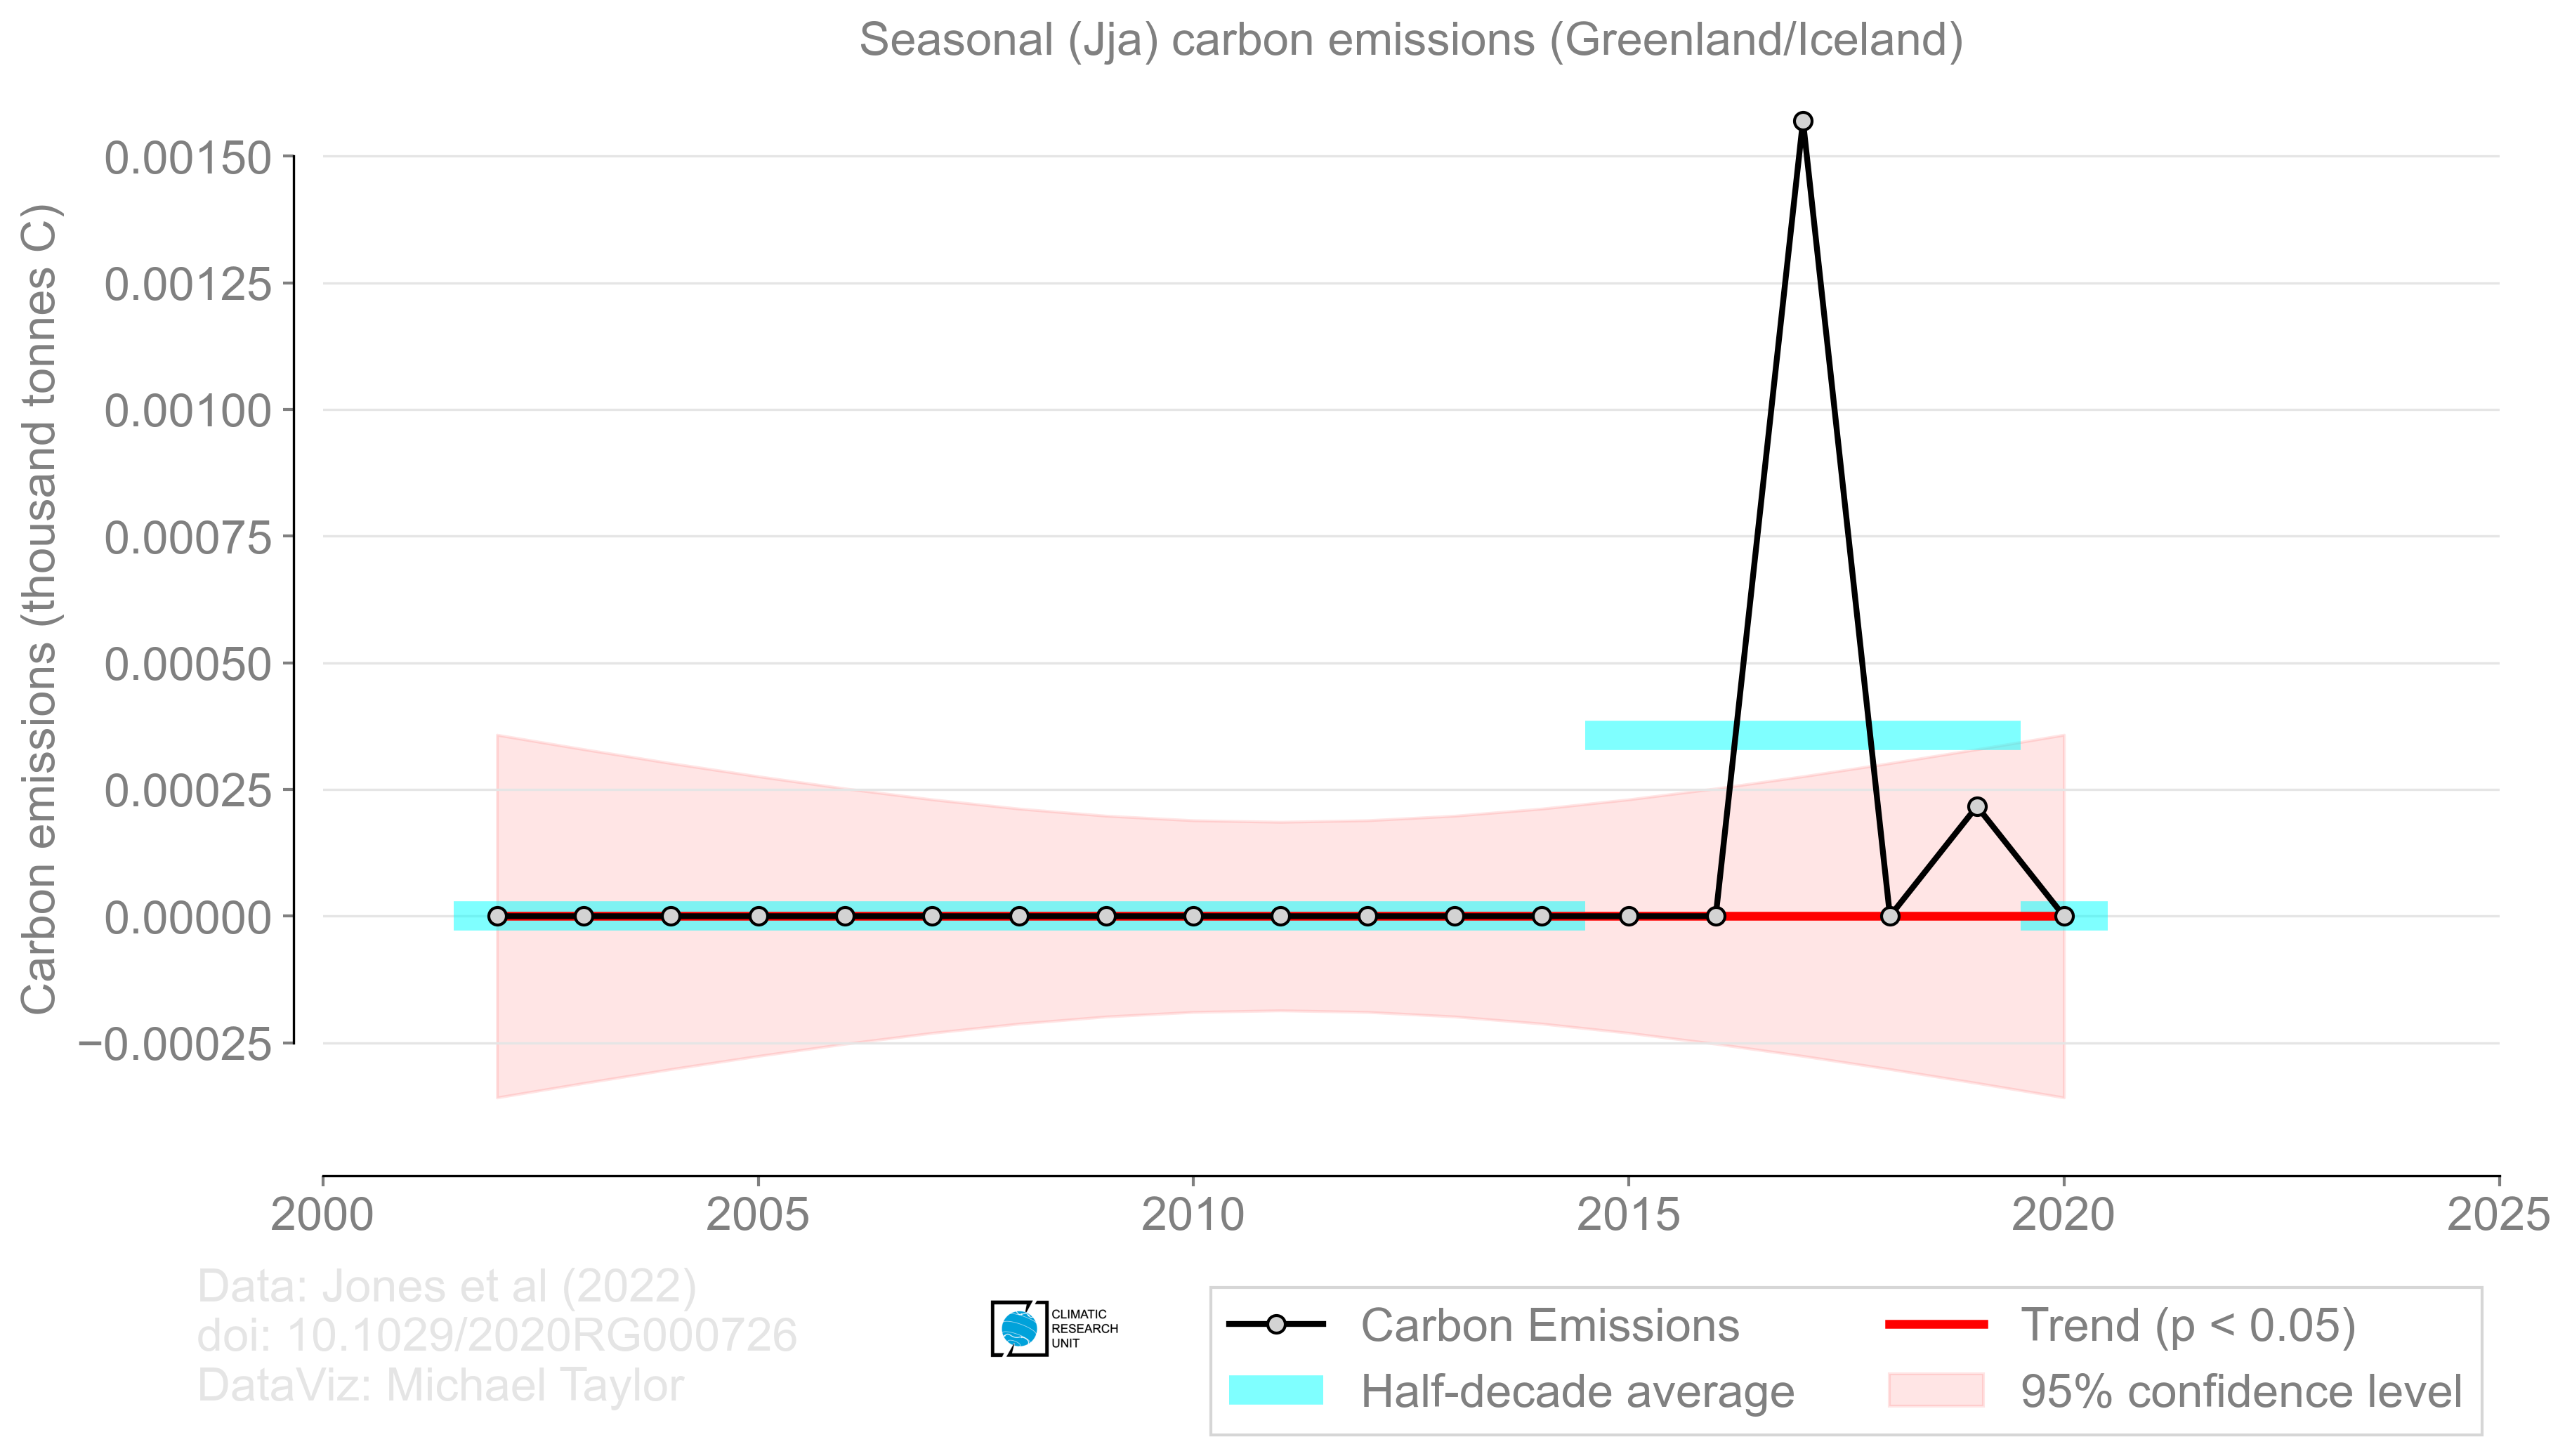 Seasonal (Jja) carbon emissions (Greenland/Iceland)
Carbon emissions (thousand tonnes C)
0.00150
0.00125
0.00100
0.00075
0.00050
0.00025
0.00000
−0.00025
2000
2005
2010
2015
2020
2025
Data: Jones et al (2022)
doi: 10.1029/2020RG000726
DataViz: Michael Taylor
CLIMATIC
RESEARCH
UNIT
Carbon Emissions
Half-decade average
Trend (p < 0.05)
95% confidence level